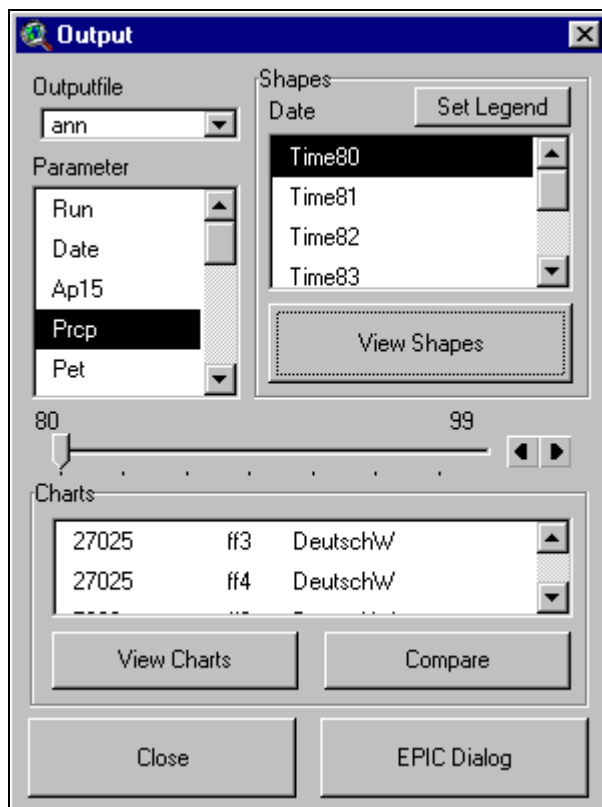 Output
Outputfile
ann
Parameter
Run
Date
Ap15
Prcp
Pet
Shapes
Date
Set Legend
Time80
Time81
Time82
Time83
View Shapes
80
99
Charts
27025 ff3 DeutschW
27025 ff4 DeutschW
View Charts
Compare
Close
EPIC Dialog